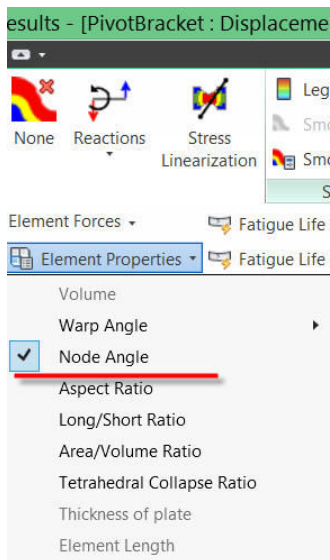 esults - [PivotBracket : Displaceme
None
Reactions
Stress
Linearization
Leg
Smo
Smo
S
Element Forces
Fatigue Life
Element Properties
Fatigue Life
Volume
Warp Angle
Node Angle
Aspect Ratio
Long/Short Ratio
Area/Volume Ratio
Tetrahedral Collapse Ratio
Thickness of plate
Element Length